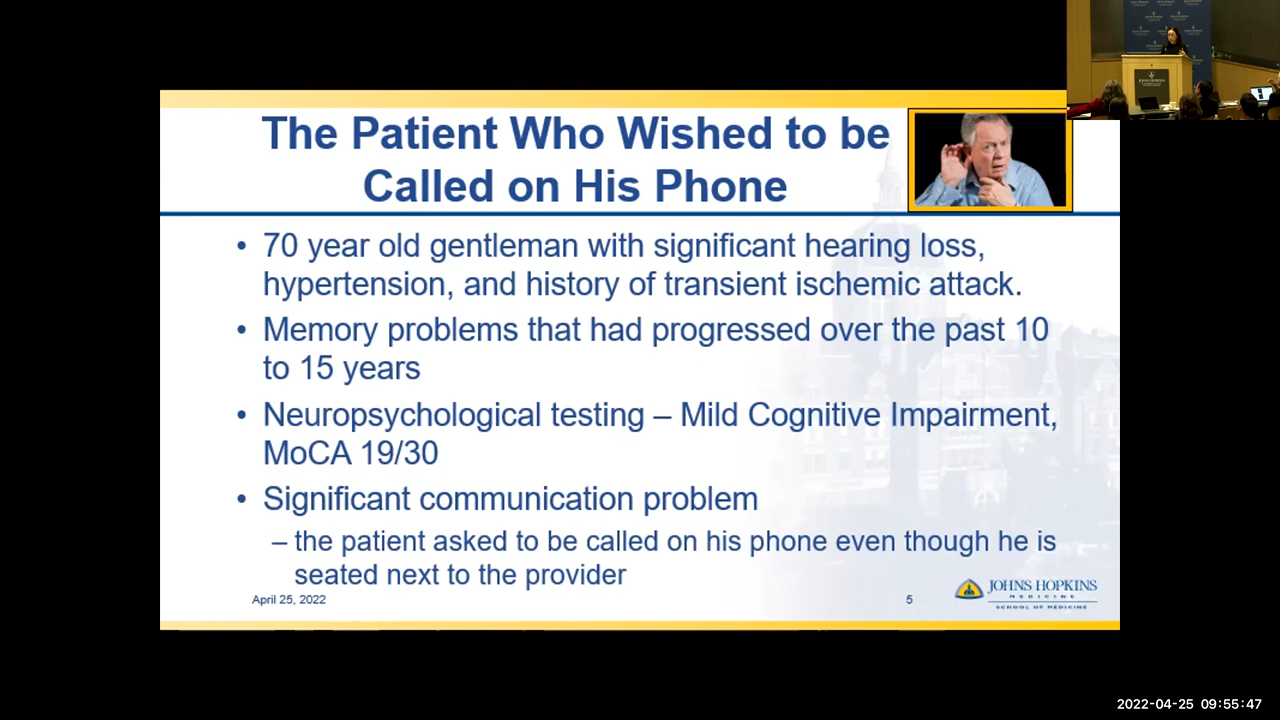 The Patient Who Wished to be
Called on His Phone
• 70 year old gentleman with significant hearing loss,
hypertension, and history of transient ischemic attack.
• Memory problems that had progressed over the past 10
to 15 years
• Neuropsychological testing – Mild Cognitive Impairment,
MoCA 19/30
• Significant communication problem
– the patient asked to be called on his phone even though he is
seated next to the provider
April 25, 2022
5
JOHNS HOPKINS
MEDICINE
SCHOOL OF MEDICINE
2022-04-25 09:55:47